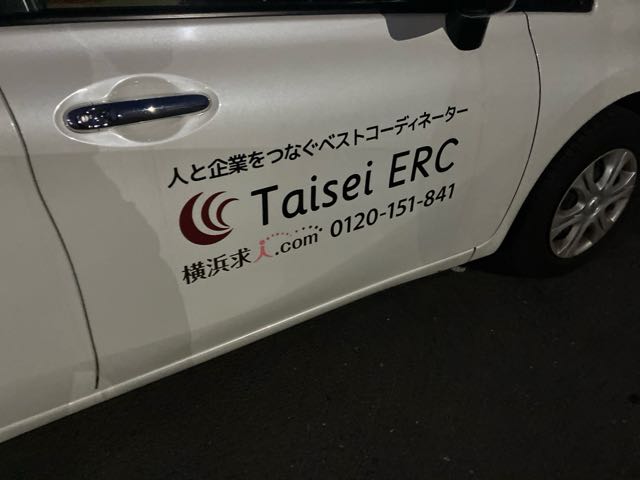 人と企業をつなぐベストコーディネーター
Taisei ERC
横浜求人.com 0120-151-841